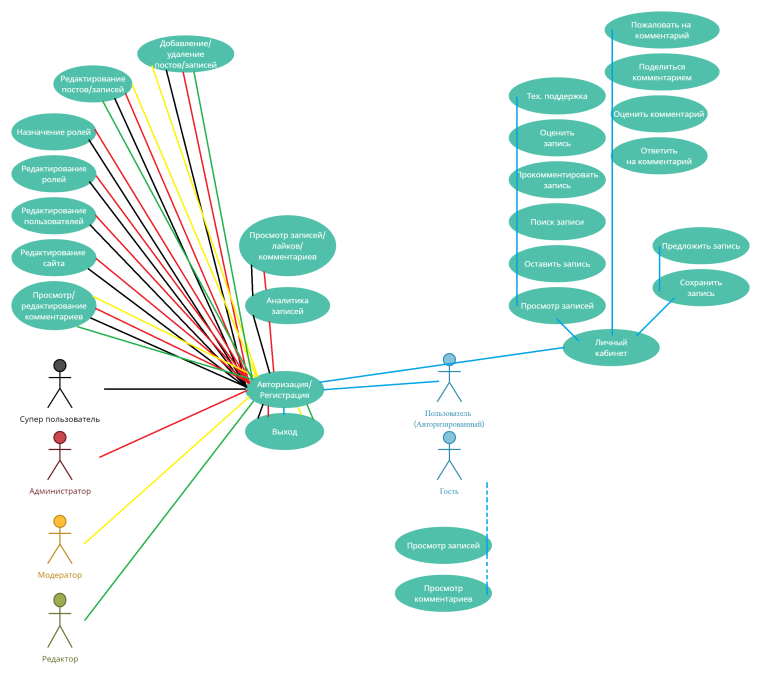 Добавление/
удаление
постов/записей
Редактирование
постов/записей
Назначение ролей
Редактирование
ролей
Редактирование
пользователей
Редактирование
сайта
Просмотр/
редактирование
комментариев
Просмотр записей/
лайков/
комментариев
Аналитика
записей
Авторизация/
Регистрация
Выход
Супер пользователь
Администратор
Модератор
Редактор
Пользователь
(Авторизированный)
Гость
Просмотр записей
Просмотр
комментариев
Тех. поддержка
Оценить
запись
Прокомментировать
запись
Поиск записи
Оставить запись
Просмотр записей
Пожаловать на
комментарий
Поделиться
комментарием
Оценить комментарий
Ответить
на комментарий
Предложить запись
Сохранить
запись
Личный
кабинет